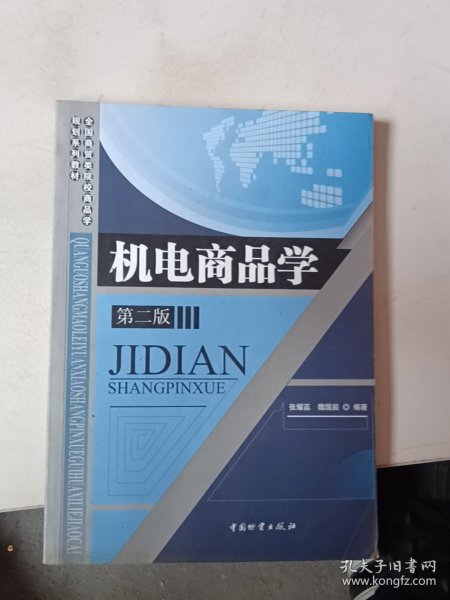 全国商贸类院校商品学
规划系列教材
QUANGUOSHANGMAOLEIYUANXIAOSHANGPINXUEGUIHUAXILIEJIAOCAI
机电商品学
第二版
JIDIAN
SHANGPINXUE
张耀荔 魏国辰 编著
中国物资出版社
孔夫子旧书网
www.kongfz.com